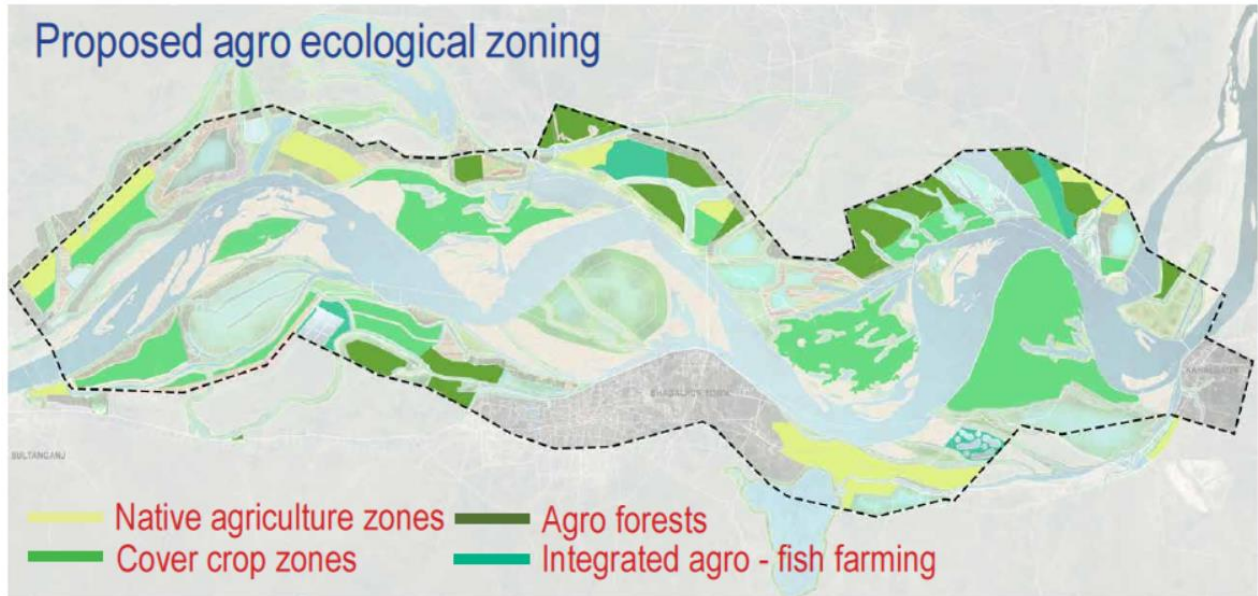 Proposed agro ecological zoning
BHAGALPUR TOWN
KAHALGAON
SULTANGANJ
Native agriculture zones
Agro forests
Cover crop zones
Integrated agro - fish farming